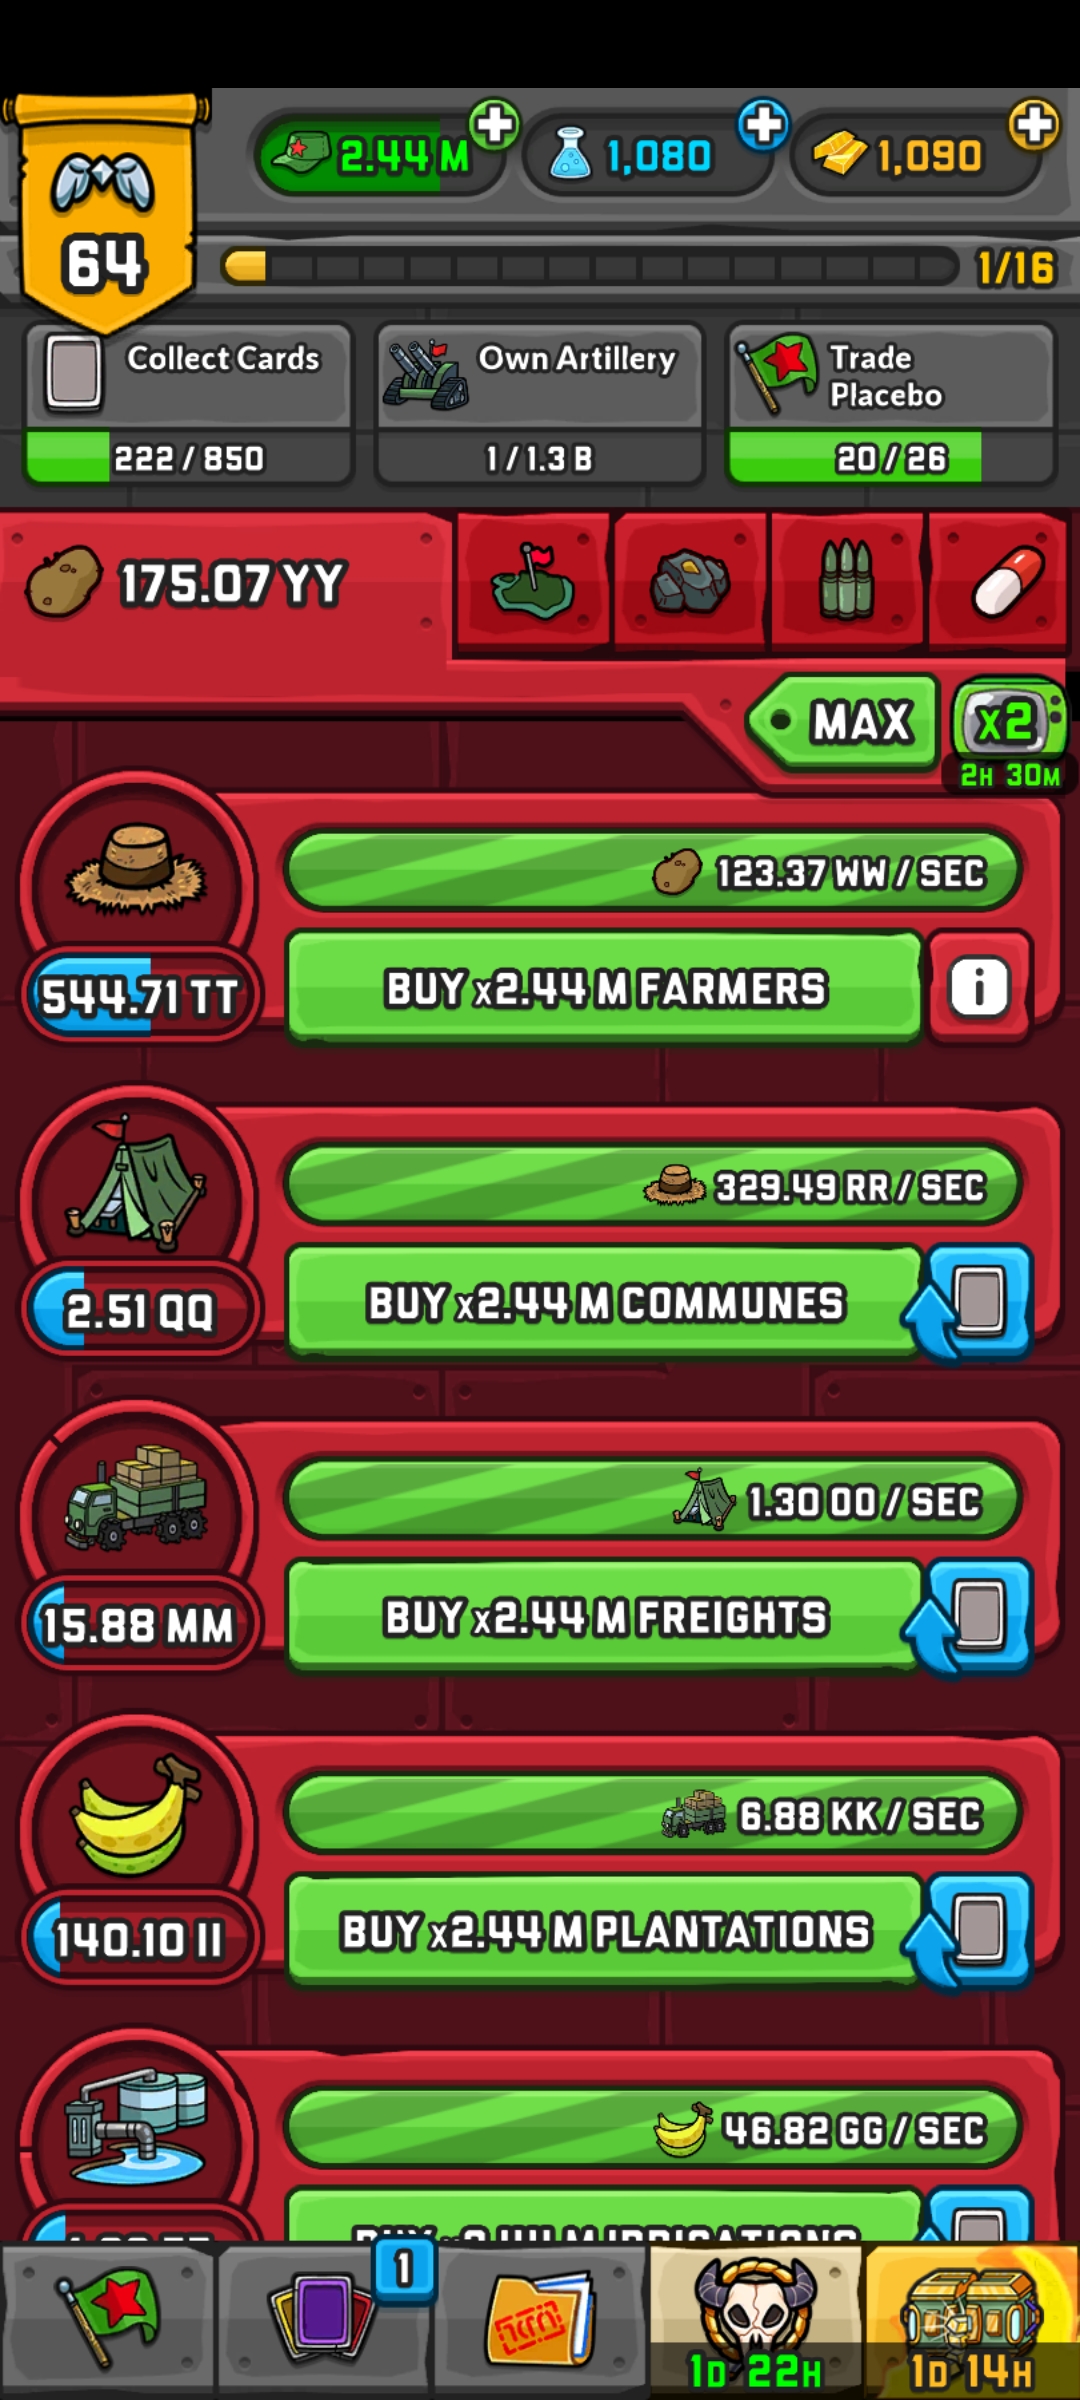 2.44 M
1,080
1,090
64
1/16
Collect Cards
222 / 850
Own Artillery
1 / 1.3 B
Trade
Placebo
20 / 26
175.07 YY
MAX
x2
2H 30M
123.37 WW / SEC
544.71 TT
BUY x2.44 M FARMERS
i
329.49 RR / SEC
2.51 QQ
BUY x2.44 M COMMUNES
1.30 OO / SEC
15.88 MM
BUY x2.44 M FREIGHTS
6.88 KK / SEC
140.10 II
BUY x2.44 M PLANTATIONS
46.82 GG / SEC
BUY x2.44 M IRRIGATIONS
1
1D 22H
1D 14H